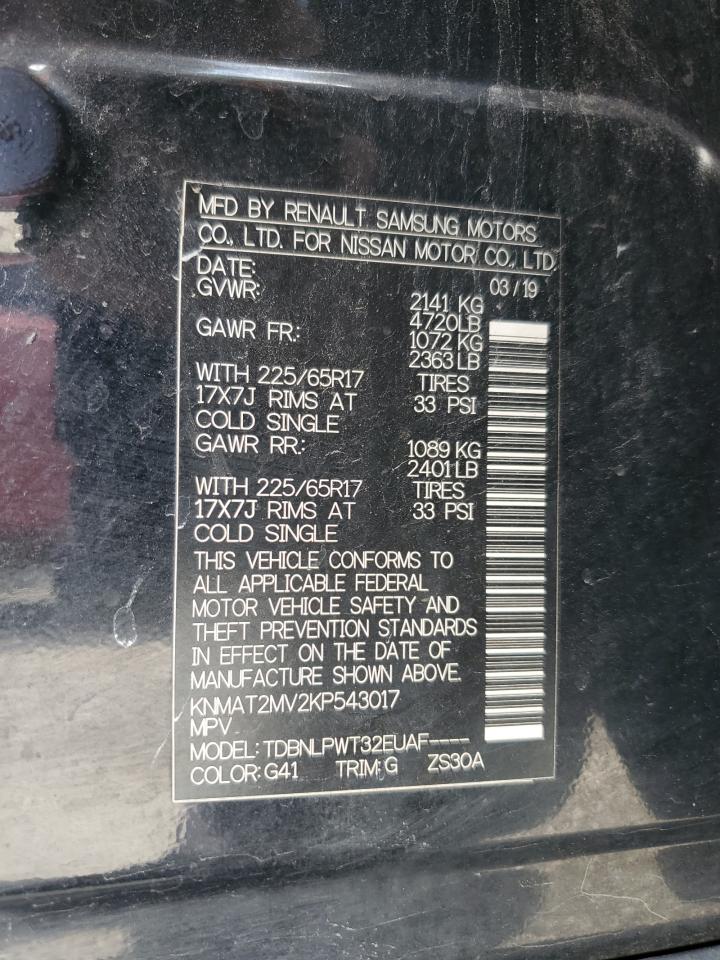 MFD BY RENAULT SAMSUNG MOTORS
CO., LTD. FOR NISSAN MOTOR CO., LTD
DATE: 03/19
GVWR: 2141 KG
4720LB
GAWR FR.: 1072 KG
2363 LB
WITH 225/65R17 TIRES
17X7J RIMS AT 33 PSI
COLD SINGLE
GAWR RR.: 1089 KG
2401 LB
WITH 225/65R17 TIRES
17X7J RIMS AT 33 PSI
COLD SINGLE
THIS VEHICLE CONFORMS TO
ALL APPLICABLE FEDERAL
MOTOR VEHICLE SAFETY AND
THEFT PREVENTION STANDARDS
IN EFFECT ON THE DATE OF
MANUFACTURE SHOWN ABOVE.
KNMAT2MV2KP543017
MPV
MODEL: TDBNLPWT32EUAF----
COLOR: G41 TRIM: G ZS30A